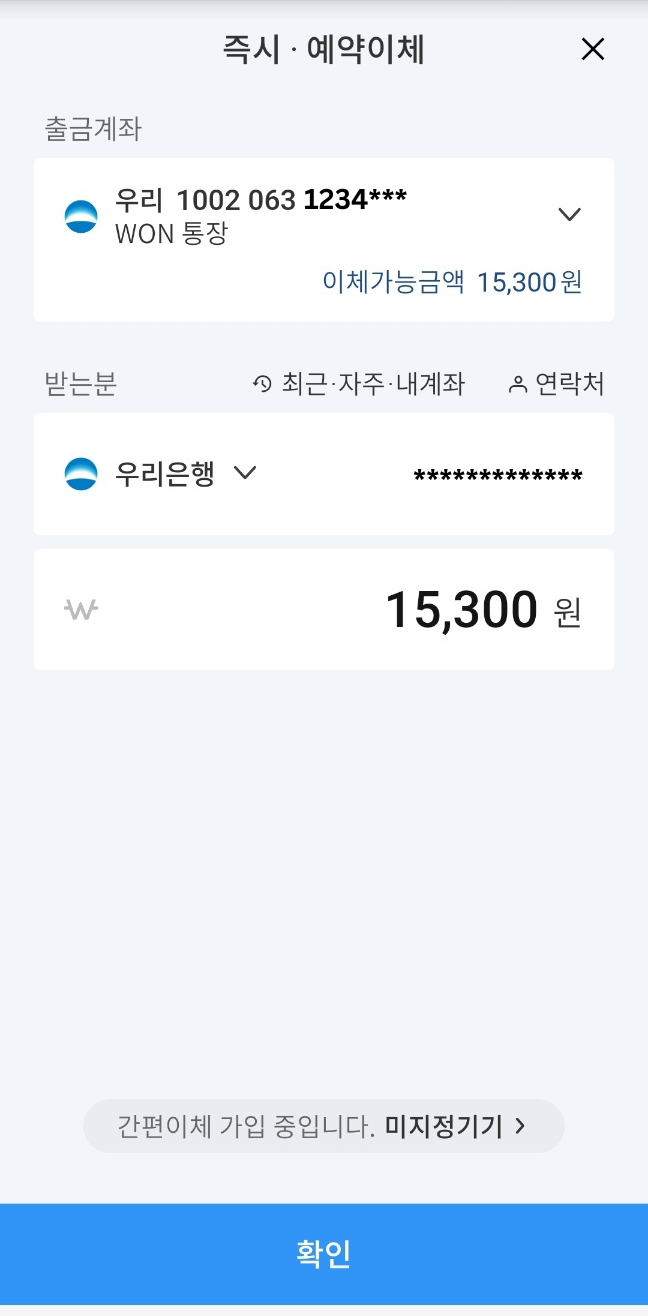 즉시 · 예약이체
출금계좌
우리 1002 063 1234***
WON 통장
이체가능금액 15,300원
받는분 최근·자주·내계좌 연락처
우리은행 *************
₩ 15,300 원
간편이체 가입 중입니다. 미지정기기 >
확인